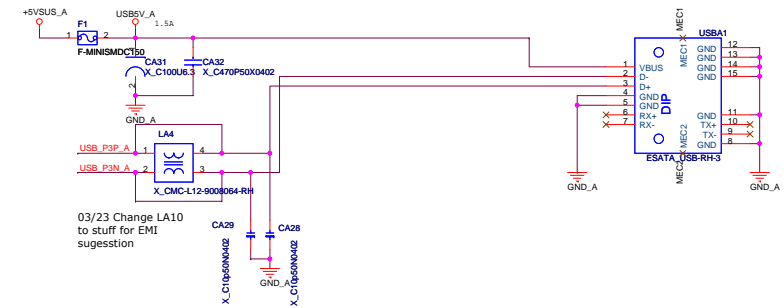 +5VSUS_A
USB5V_A
1.5A
F1
1
2
F-MINISMDCT50
CA31
X_C100U6.3
2
CA32
X_C470P50X0402
GND_A
USBA1
MEC1
MEC1
1
VBUS
2
D-
3
D+
4
GND
5
GND
6
RX+
7
RX-
DIP
GND
12
GND
13
GND
14
GND
15
GND
11
TX+
10
TX-
9
GND
8
MEC2
MEC2
ESATA_USB-RH-3
GND_A
GND_A
LA4
USB_P3P_A
1
4
USB_P3N_A
2
3
X_CMC-L12-9008064-RH
03/23 Change LA10
to stuff for EMI
sugesstion
CA29
X_C10p50N0402
CA28
X_C10p50N0402
GND_A